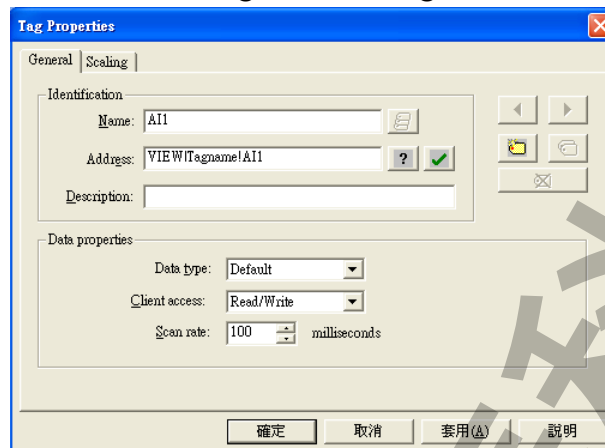 Tag Properties
General Scaling
Identification
Name: AI1
Address: VIEW|Tagname!AI1 ?
Description:
Data properties
Data type: Default
Client access: Read/Write
Scan rate: 100 milliseconds
確定 取消 套用(A) 説明